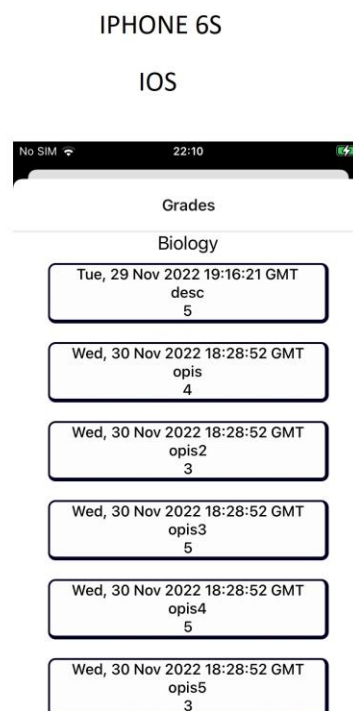 IPHONE 6S
IOS
No SIM 22:10
Grades
Biology
Tue, 29 Nov 2022 19:16:21 GMT
desc
5
Wed, 30 Nov 2022 18:28:52 GMT
opis
4
Wed, 30 Nov 2022 18:28:52 GMT
opis2
3
Wed, 30 Nov 2022 18:28:52 GMT
opis3
5
Wed, 30 Nov 2022 18:28:52 GMT
opis4
5
Wed, 30 Nov 2022 18:28:52 GMT
opis5
3